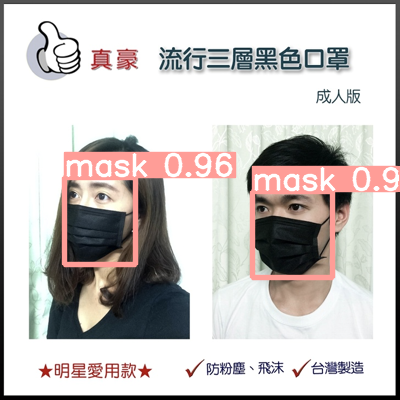 真豪 流行三層黑色口罩
成人版
mask 0.96
mask 0.9
★明星愛用款★ ✓防粉塵、飛沫 ✓台灣製造